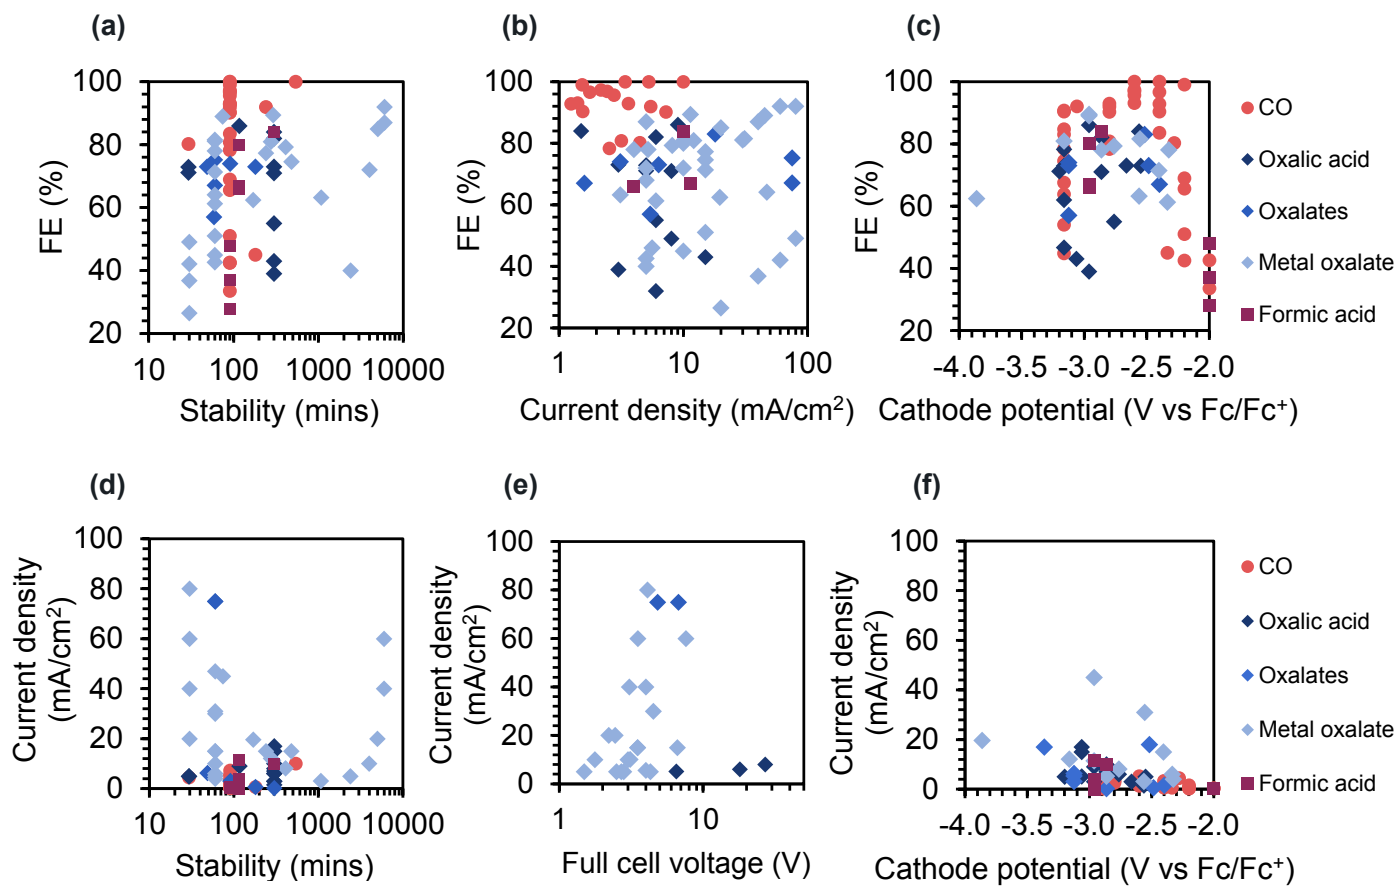 (a)
(b)
(c)
FE (%)
100
80
60
40
20
10
100
1000
10000
Stability (mins)
FE (%)
100
80
60
40
20
1
10
100
Current density (mA/cm²)
FE (%)
100
80
60
40
20
-4.0
-3.5
-3.0
-2.5
-2.0
Cathode potential (V vs Fc/Fc⁺)
CO
Oxalic acid
Oxalates
Metal oxalate
Formic acid
(d)
(e)
(f)
Current density
(mA/cm²)
100
80
60
40
20
0
10
100
1000
10000
Stability (mins)
Current density
(mA/cm²)
100
80
60
40
20
0
1
10
Full cell voltage (V)
Current density
(mA/cm²)
100
80
60
40
20
0
-4.0
-3.5
-3.0
-2.5
-2.0
Cathode potential (V vs Fc/Fc⁺)
CO
Oxalic acid
Oxalates
Metal oxalate
Formic acid